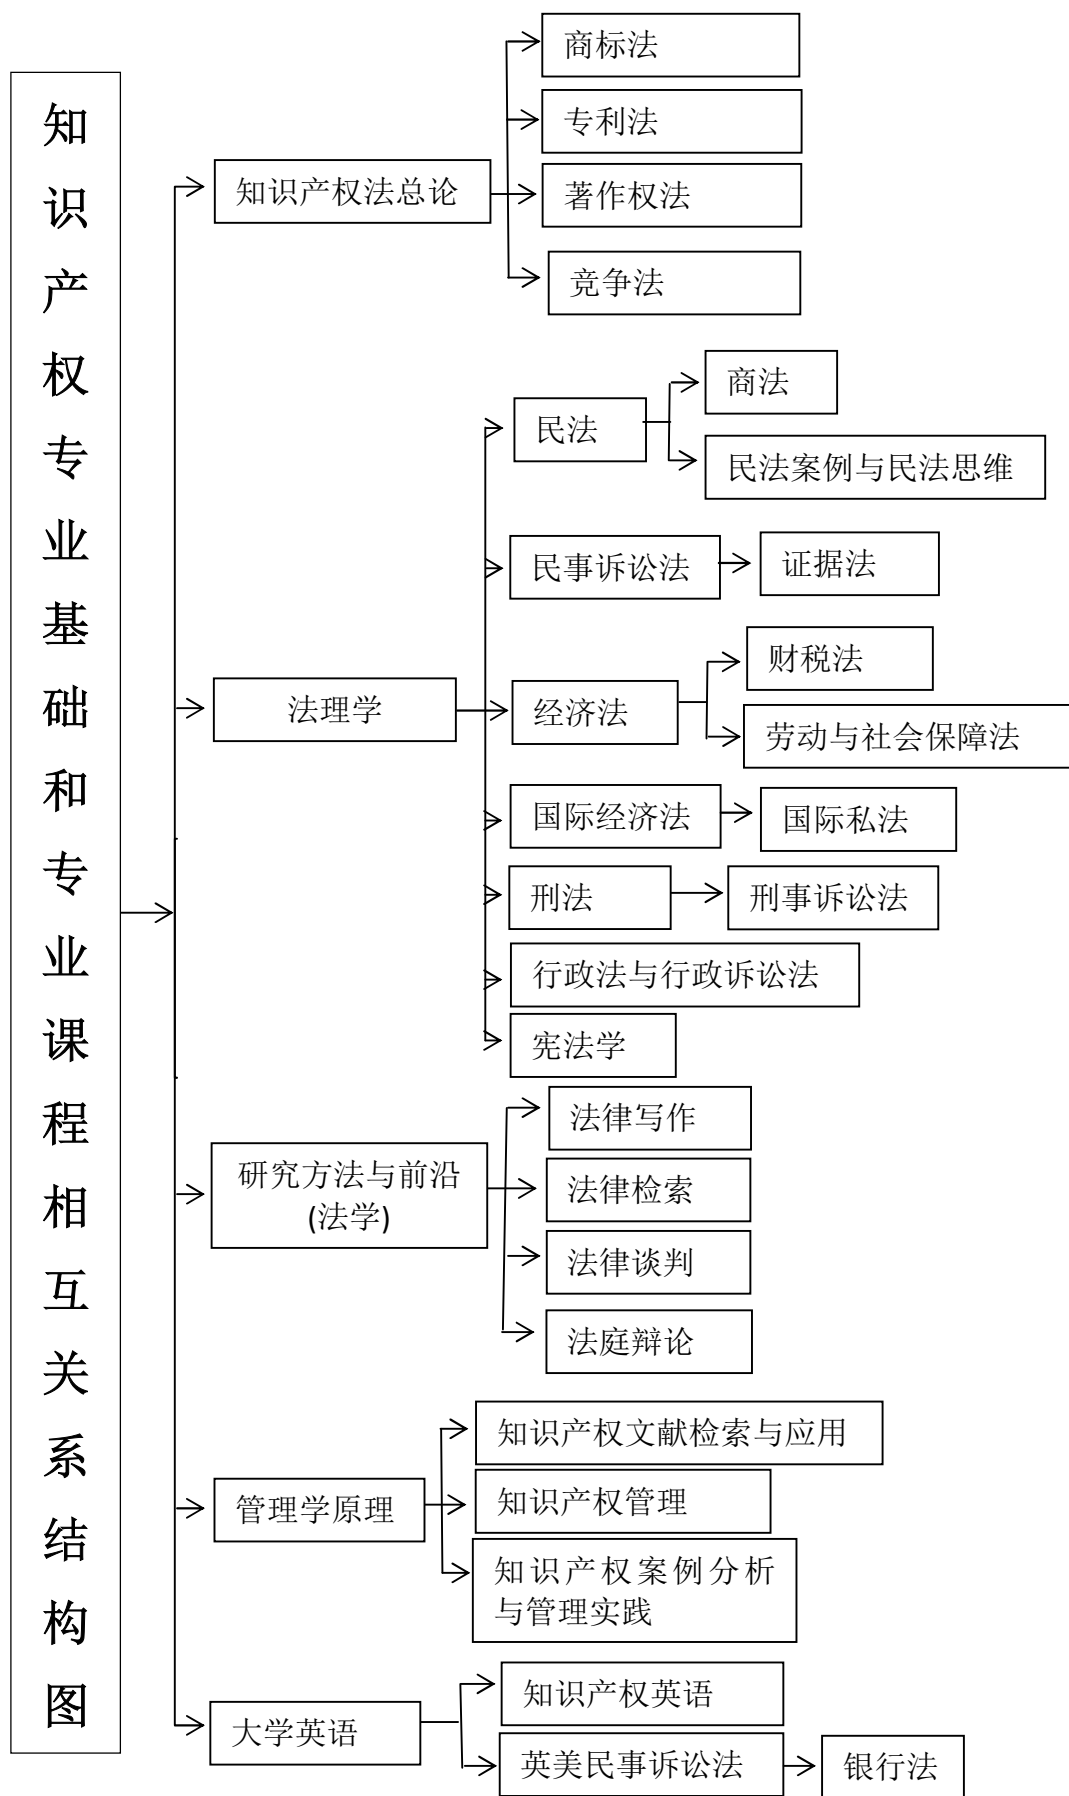 知识产权专业基础和专业课程相互关系结构图
知识产权法总论
商标法
专利法
著作权法
竞争法
法理学
民法
商法
民法案例与民法思维
民事诉讼法
证据法
经济法
财税法
劳动与社会保障法
国际经济法
国际私法
刑法
刑事诉讼法
行政法与行政诉讼法
宪法学
研究方法与前沿
(法学)
法律写作
法律检索
法律谈判
法庭辩论
管理学原理
知识产权文献检索与应用
知识产权管理
知识产权案例分析
与管理实践
大学英语
知识产权英语
英美民事诉讼法
银行法